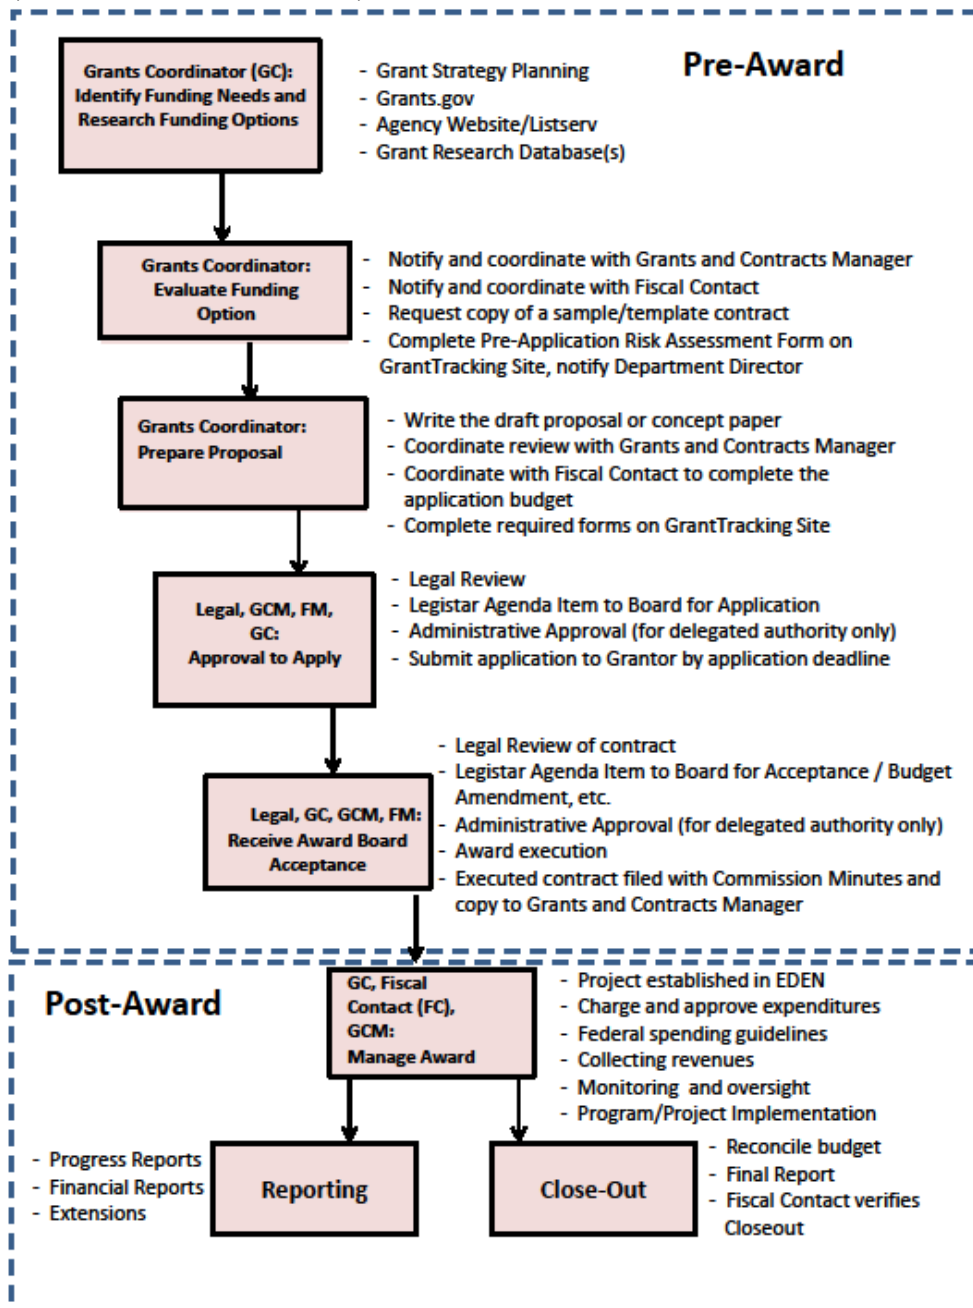 Pre-Award
Grants Coordinator (GC):
Identify Funding Needs and
Research Funding Options
- Grant Strategy Planning
- Grants.gov
- Agency Website/Listserv
- Grant Research Database(s)
Grants Coordinator:
Evaluate Funding
Option
- Notify and coordinate with Grants and Contracts Manager
- Notify and coordinate with Fiscal Contact
- Request copy of a sample/template contract
- Complete Pre-Application Risk Assessment Form on
GrantTracking Site, notify Department Director
Grants Coordinator:
Prepare Proposal
- Write the draft proposal or concept paper
- Coordinate review with Grants and Contracts Manager
- Coordinate with Fiscal Contact to complete the
application budget
- Complete required forms on GrantTracking Site
Legal, GCM, FM,
GC:
Approval to Apply
- Legal Review
- Legistar Agenda Item to Board for Application
- Administrative Approval (for delegated authority only)
- Submit application to Grantor by application deadline
Legal, GC, GCM, FM:
Receive Award Board
Acceptance
- Legal Review of contract
- Legistar Agenda Item to Board for Acceptance / Budget
Amendment, etc.
- Administrative Approval (for delegated authority only)
- Award execution
- Executed contract filed with Commission Minutes and
copy to Grants and Contracts Manager
Post-Award
GC, Fiscal
Contact (FC),
GCM:
Manage Award
- Project established in EDEN
- Charge and approve expenditures
- Federal spending guidelines
- Collecting revenues
- Monitoring and oversight
- Program/Project Implementation
- Progress Reports
- Financial Reports
- Extensions
Reporting
Close-Out
- Reconcile budget
- Final Report
- Fiscal Contact verifies
Closeout